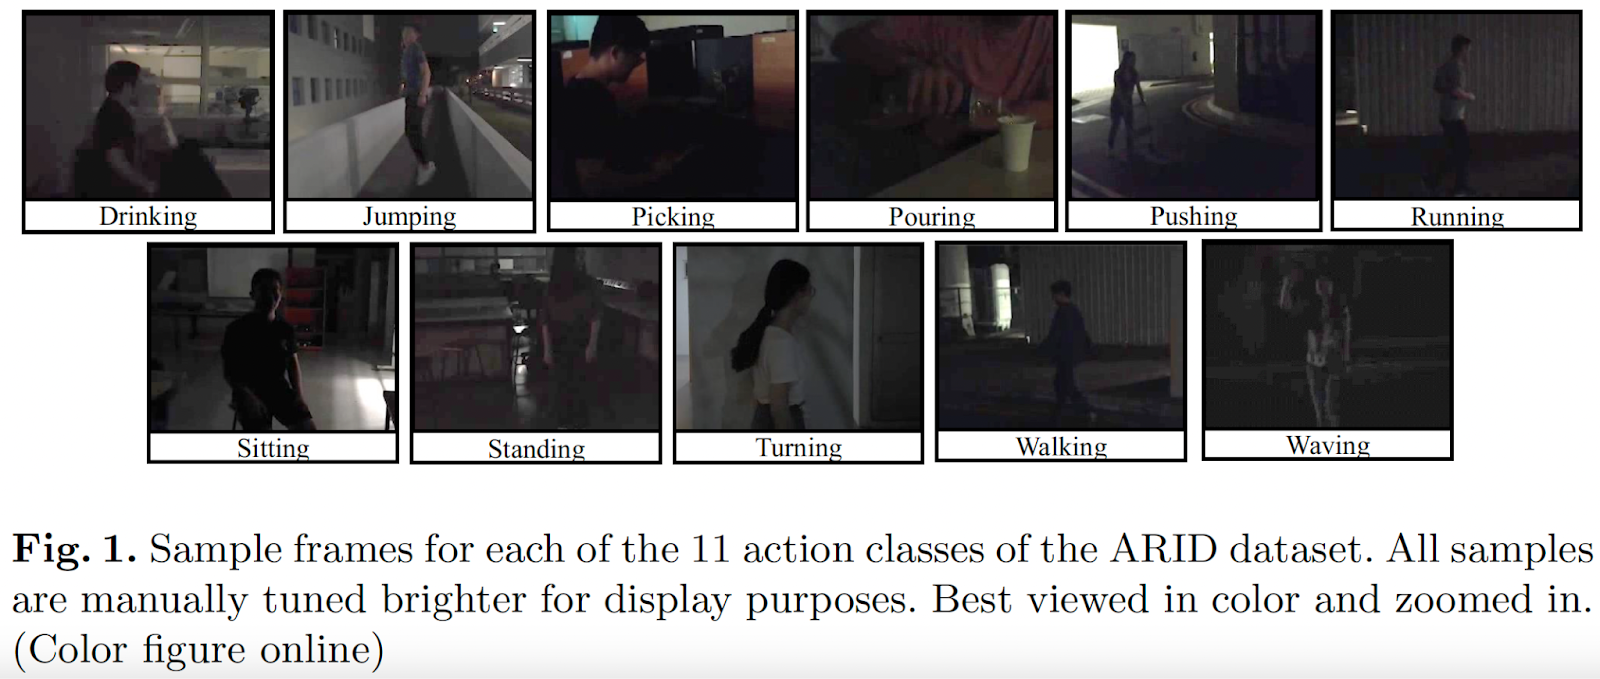 Drinking Jumping Picking Pouring Pushing Running
Sitting Standing Turning Walking Waving
Fig. 1. Sample frames for each of the 11 action classes of the ARID dataset. All samples
are manually tuned brighter for display purposes. Best viewed in color and zoomed in.
(Color figure online)